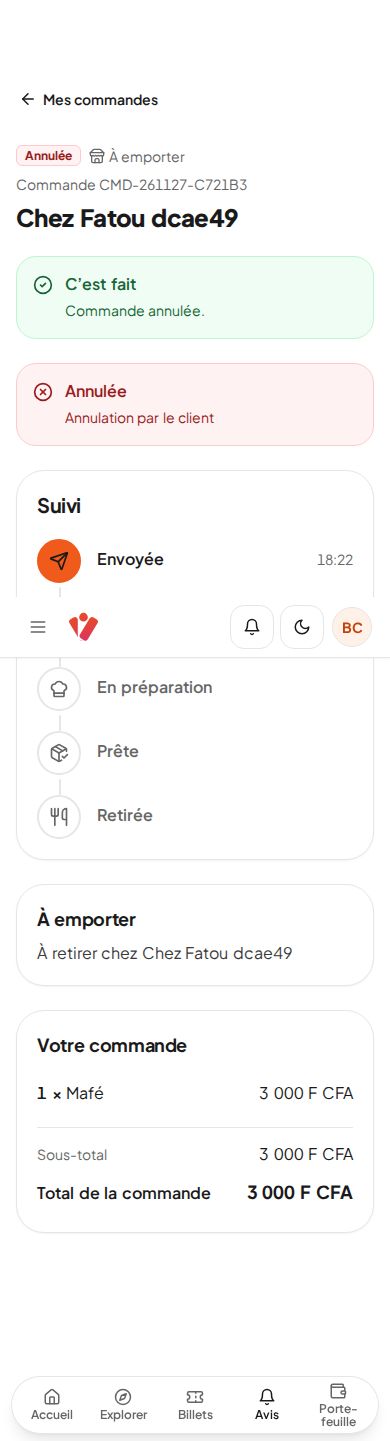 Mes commandes
Annulée À emporter
Commande CMD-261127-C721B3
Chez Fatou dcae49
C’est fait
Commande annulée.
Annulée
Annulation par le client
Suivi
Envoyée 18:22
BC
En préparation
Prête
Retirée
À emporter
À retirer chez Chez Fatou dcae49
Votre commande
1 × Mafé 3 000 F CFA
Sous-total 3 000 F CFA
Total de la commande 3 000 F CFA
Accueil Explorer Billets Avis Porte-
feuille